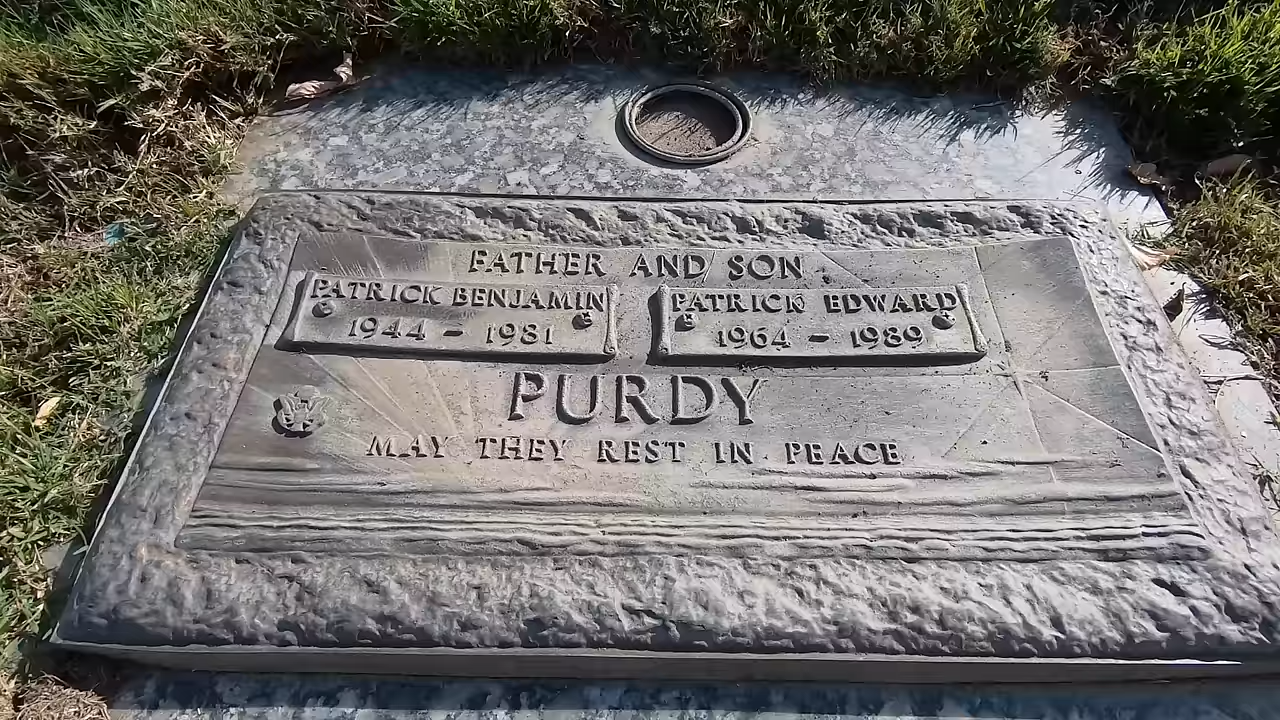 FATHER AND SON
PATRICK BENJAMIN
1944 - 1981
PATRICK EDWARD
1964 - 1989
PURDY
MAY THEY REST IN PEACE